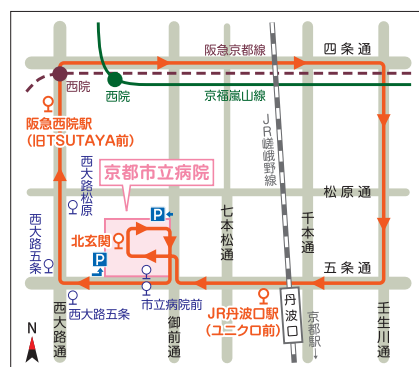 四条通
阪急京都線
西院
西院
京福嵐山線
阪急西院駅
(旧TSUTAYA前)
JR嵯峨野線
京都市立病院
西大路松原
松原通
P
七本松通
千本通
北玄関
西大路五条
P
五条通
市立病院前
西大路五条
JR丹波口駅
(ユニクロ前)
丹波口
京都駅→
N
西大路通
御前通
壬生川通